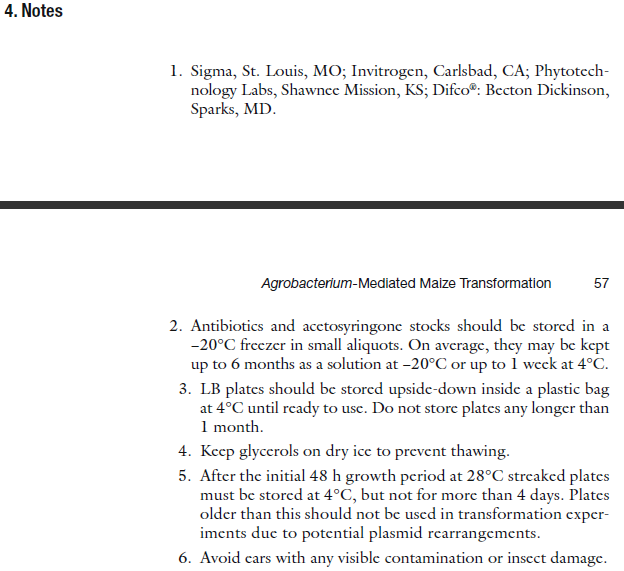 4. Notes
1. Sigma, St. Louis, MO; Invitrogen, Carlsbad, CA; Phytotech-
nology Labs, Shawnee Mission, KS; Difco®: Becton Dickinson,
Sparks, MD.
Agrobacterium-Mediated Maize Transformation 57
2. Antibiotics and acetosyringone stocks should be stored in a
−20°C freezer in small aliquots. On average, they may be kept
up to 6 months as a solution at −20°C or up to 1 week at 4°C.
3. LB plates should be stored upside-down inside a plastic bag
at 4°C until ready to use. Do not store plates any longer than
1 month.
4. Keep glycerols on dry ice to prevent thawing.
5. After the initial 48 h growth period at 28°C streaked plates
must be stored at 4°C, but not for more than 4 days. Plates
older than this should not be used in transformation exper-
iments due to potential plasmid rearrangements.
6. Avoid ears with any visible contamination or insect damage.